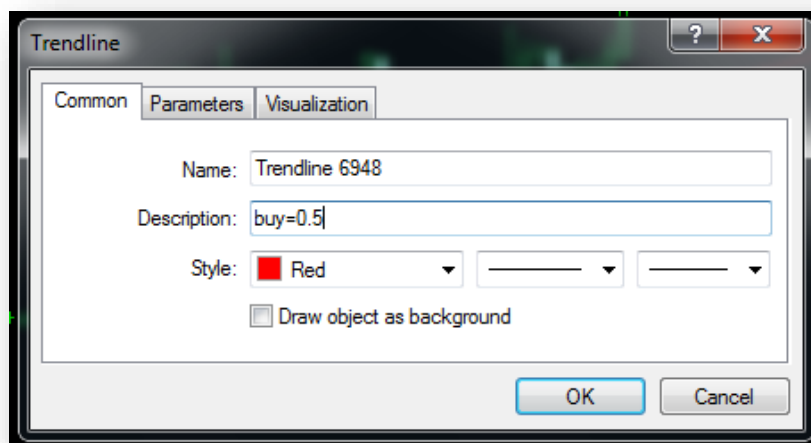 Trendline
?
X
Common Parameters Visualization
Name: Trendline 6948
Description: buy=0.5
Style: Red
Draw object as background
OK Cancel